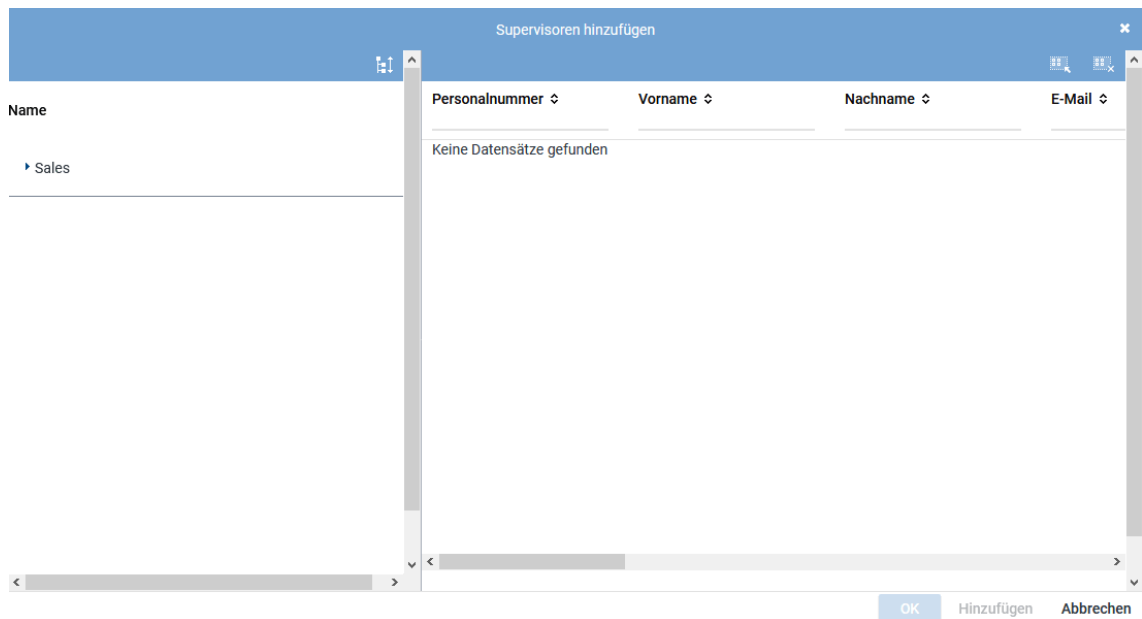 Supervisoren hinzufügen
Name
Sales
Personalnummer Vorname Nachname E-Mail
Keine Datensätze gefunden
OK Hinzufügen Abbrechen